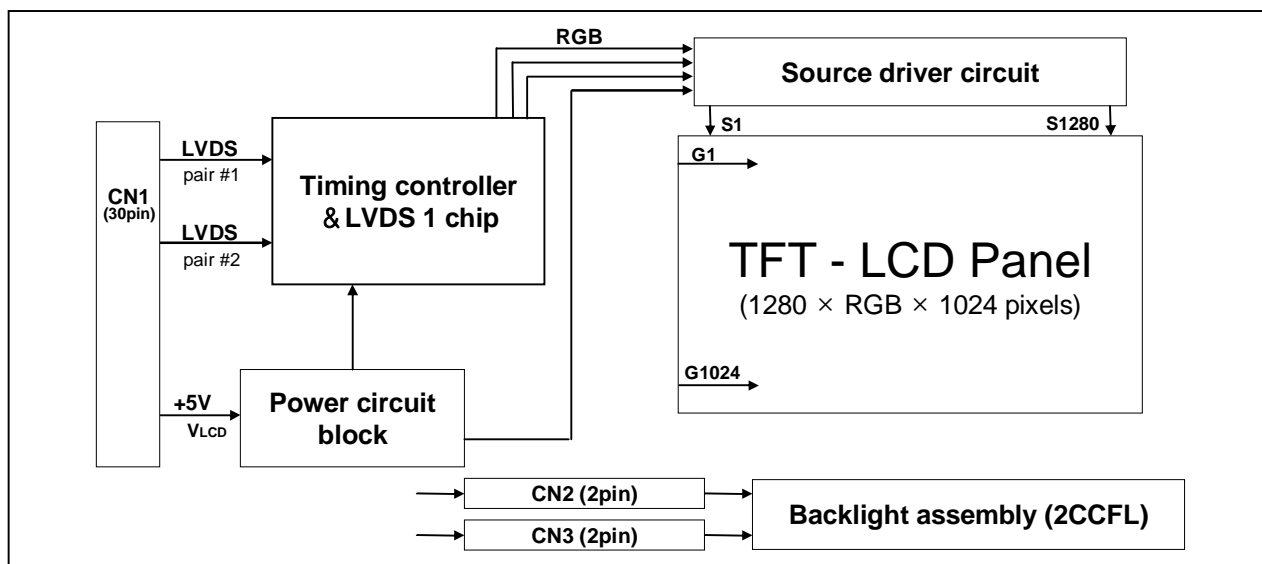 RGB
Source driver circuit
S1
S1280
CN1
(30pin)
LVDS
pair #1
LVDS
pair #2
Timing controller
& LVDS 1 chip
G1
TFT - LCD Panel
(1280 × RGB × 1024 pixels)
G1024
+5V
VLCD
Power circuit
block
CN2 (2pin)
CN3 (2pin)
Backlight assembly (2CCFL)